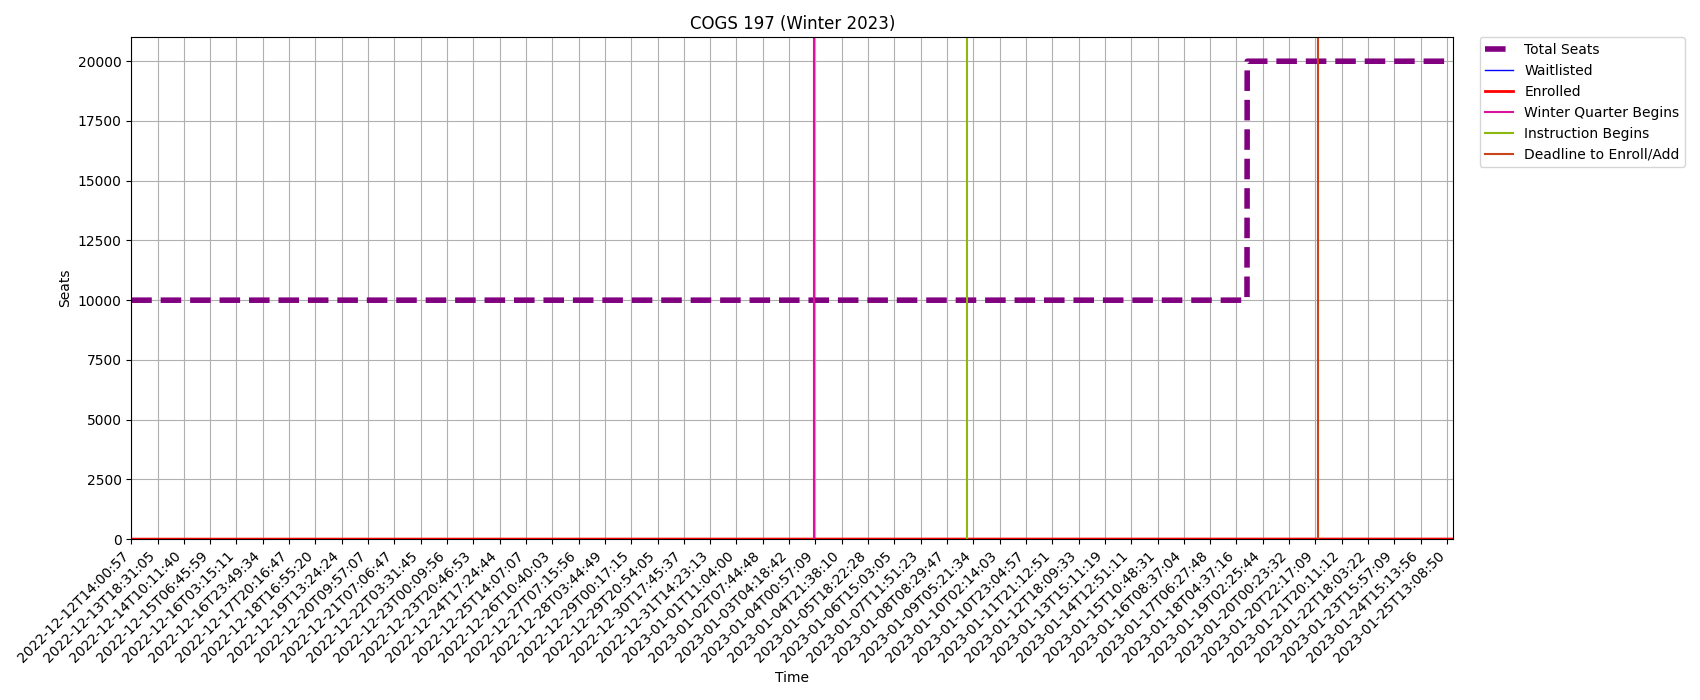 COGS 197 (Winter 2023)
Total Seats
Waitlisted
Enrolled
Winter Quarter Begins
Instruction Begins
Deadline to Enroll/Add
Seats
20000
17500
15000
12500
10000
7500
5000
2500
0
2022-12-12T14:00:57
2022-12-13T18:31:05
2022-12-14T10:11:40
2022-12-15T06:45:59
2022-12-16T03:15:11
2022-12-16T23:49:34
2022-12-17T20:16:47
2022-12-18T16:55:20
2022-12-19T13:24:24
2022-12-20T09:57:07
2022-12-21T07:06:47
2022-12-22T03:31:45
2022-12-23T00:09:56
2022-12-23T20:46:53
2022-12-24T17:24:44
2022-12-25T14:07:07
2022-12-26T10:40:03
2022-12-27T07:15:56
2022-12-28T03:44:49
2022-12-29T00:17:15
2022-12-29T20:54:05
2022-12-30T17:45:37
2022-12-31T14:23:13
2023-01-01T11:04:00
2023-01-02T07:44:48
2023-01-03T04:18:42
2023-01-04T00:57:09
2023-01-04T21:38:10
2023-01-05T18:22:28
2023-01-06T15:03:05
2023-01-07T11:51:23
2023-01-08T08:29:47
2023-01-09T05:21:34
2023-01-10T02:14:03
2023-01-10T23:04:57
2023-01-11T21:12:51
2023-01-12T18:09:33
2023-01-13T15:11:19
2023-01-14T12:51:11
2023-01-15T10:48:31
2023-01-16T08:37:04
2023-01-17T06:27:48
2023-01-18T04:37:16
2023-01-19T02:25:44
2023-01-20T00:23:32
2023-01-20T22:17:09
2023-01-21T20:11:12
2023-01-22T18:03:22
2023-01-23T15:57:09
2023-01-24T15:13:56
2023-01-25T13:08:50
Time